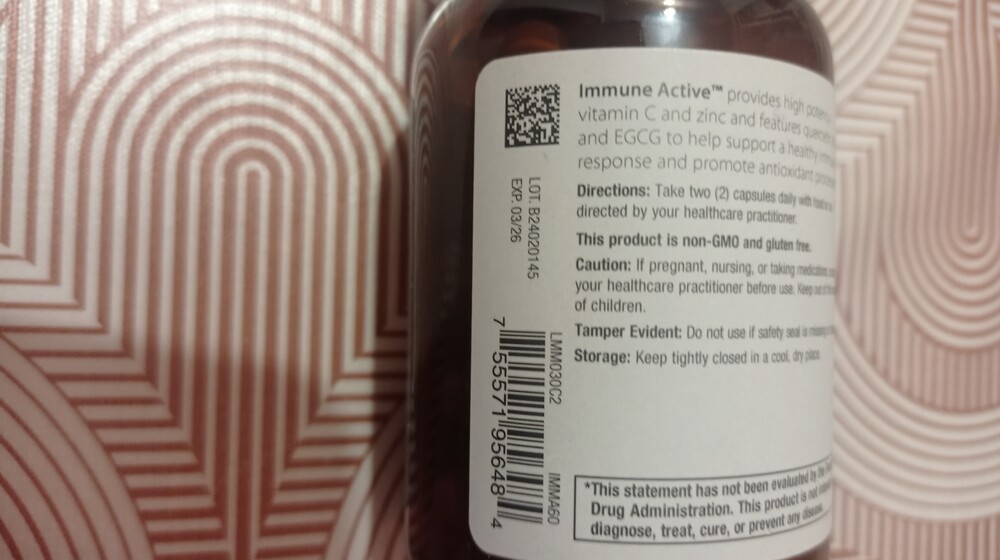 Immune Active™ provides high
vitamin C and zinc and features
and EGCG to help support a healthy
response and promote antioxidant
Directions: Take two (2) capsules daily with
directed by your healthcare practitioner.
This product is non-GMO and gluten free.
Caution: If pregnant, nursing, or taking
your healthcare practitioner before use. Keep out
of children.
Tamper Evident: Do not use if safety seal is
Storage: Keep tightly closed in a cool, dry place.
*This statement has not been evaluated by the
Drug Administration. This product is not
diagnose, treat, cure, or prevent any disease.
LOT. B24020145
EXP. 03/26
LMM030C2
IMMA60
7 55571 95648 4